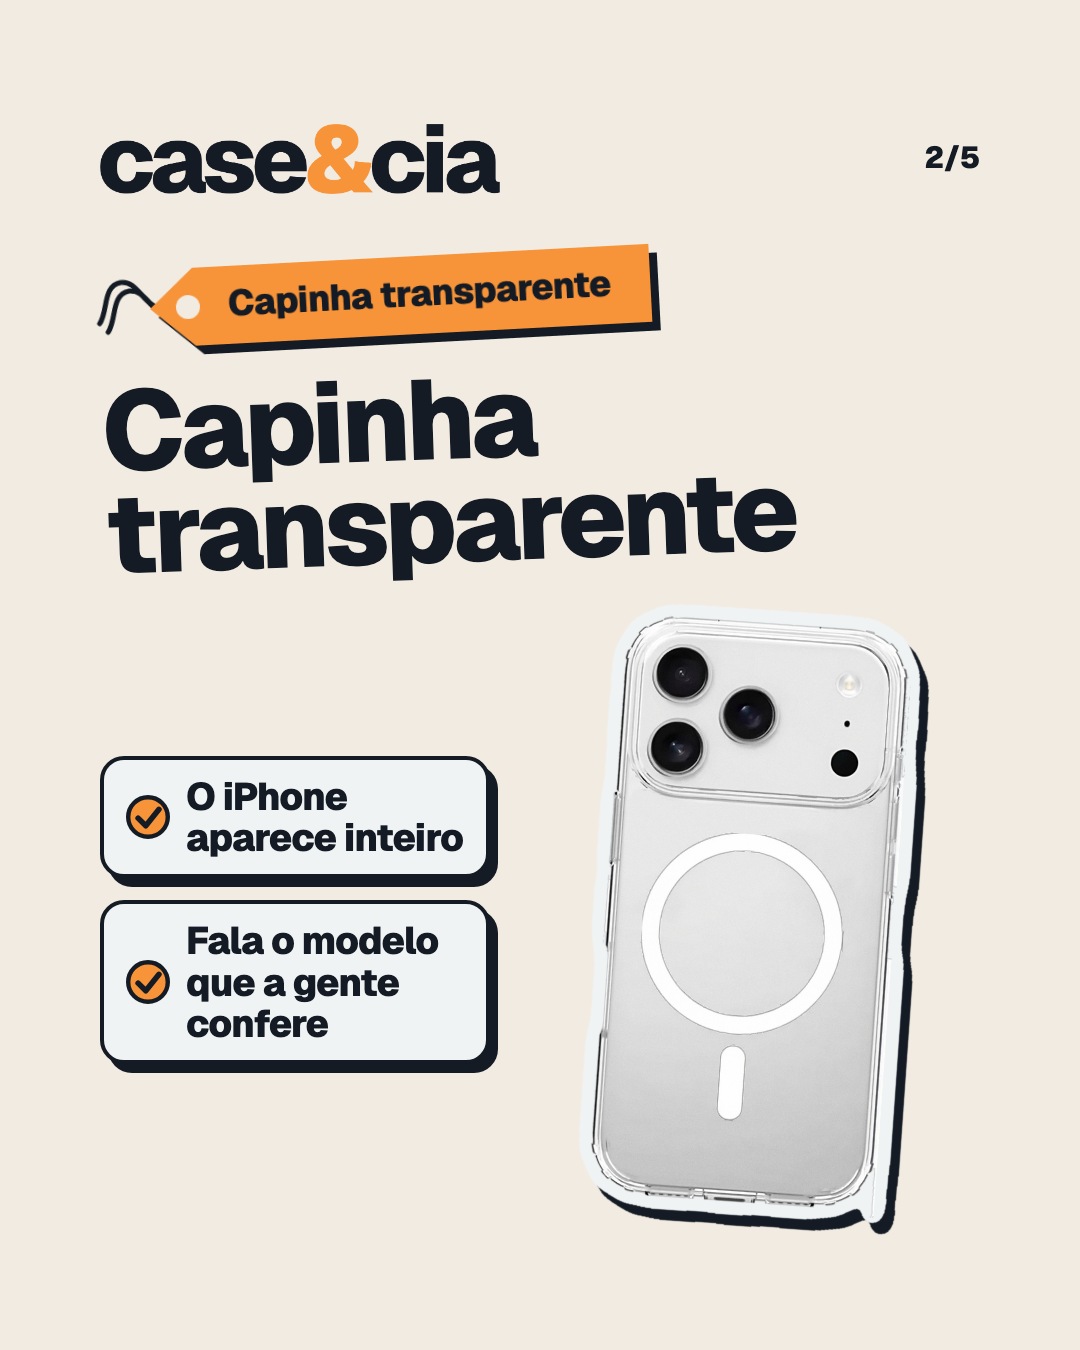 case&cia
2/5
Capinha transparente
Capinha
transparente
O iPhone
aparece inteiro
Fala o modelo
que a gente
confere